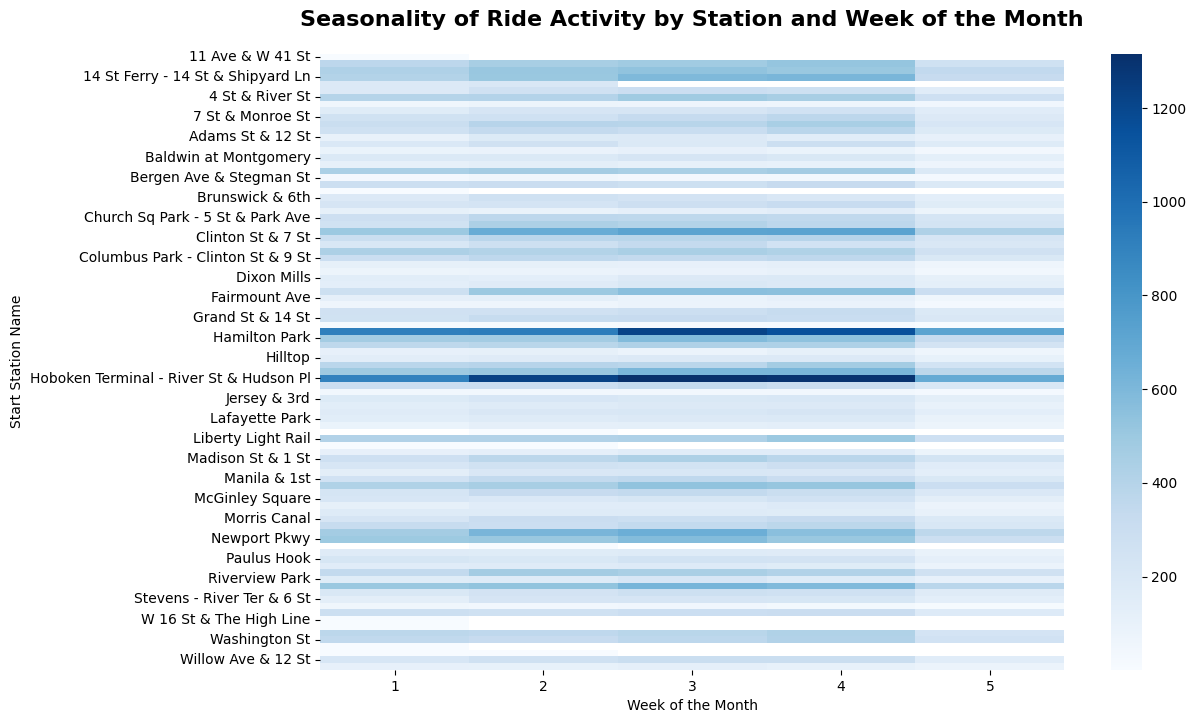 Seasonality of Ride Activity by Station and Week of the Month
Start Station Name
11 Ave & W 41 St
14 St Ferry - 14 St & Shipyard Ln
4 St & River St
7 St & Monroe St
Adams St & 12 St
Baldwin at Montgomery
Bergen Ave & Stegman St
Brunswick & 6th
Church Sq Park - 5 St & Park Ave
Clinton St & 7 St
Columbus Park - Clinton St & 9 St
Dixon Mills
Fairmount Ave
Grand St & 14 St
Hamilton Park
Hilltop
Hoboken Terminal - River St & Hudson Pl
Jersey & 3rd
Lafayette Park
Liberty Light Rail
Madison St & 1 St
Manila & 1st
McGinley Square
Morris Canal
Newport Pkwy
Paulus Hook
Riverview Park
Stevens - River Ter & 6 St
W 16 St & The High Line
Washington St
Willow Ave & 12 St
1 2 3 4 5
Week of the Month
1200
1000
800
600
400
200